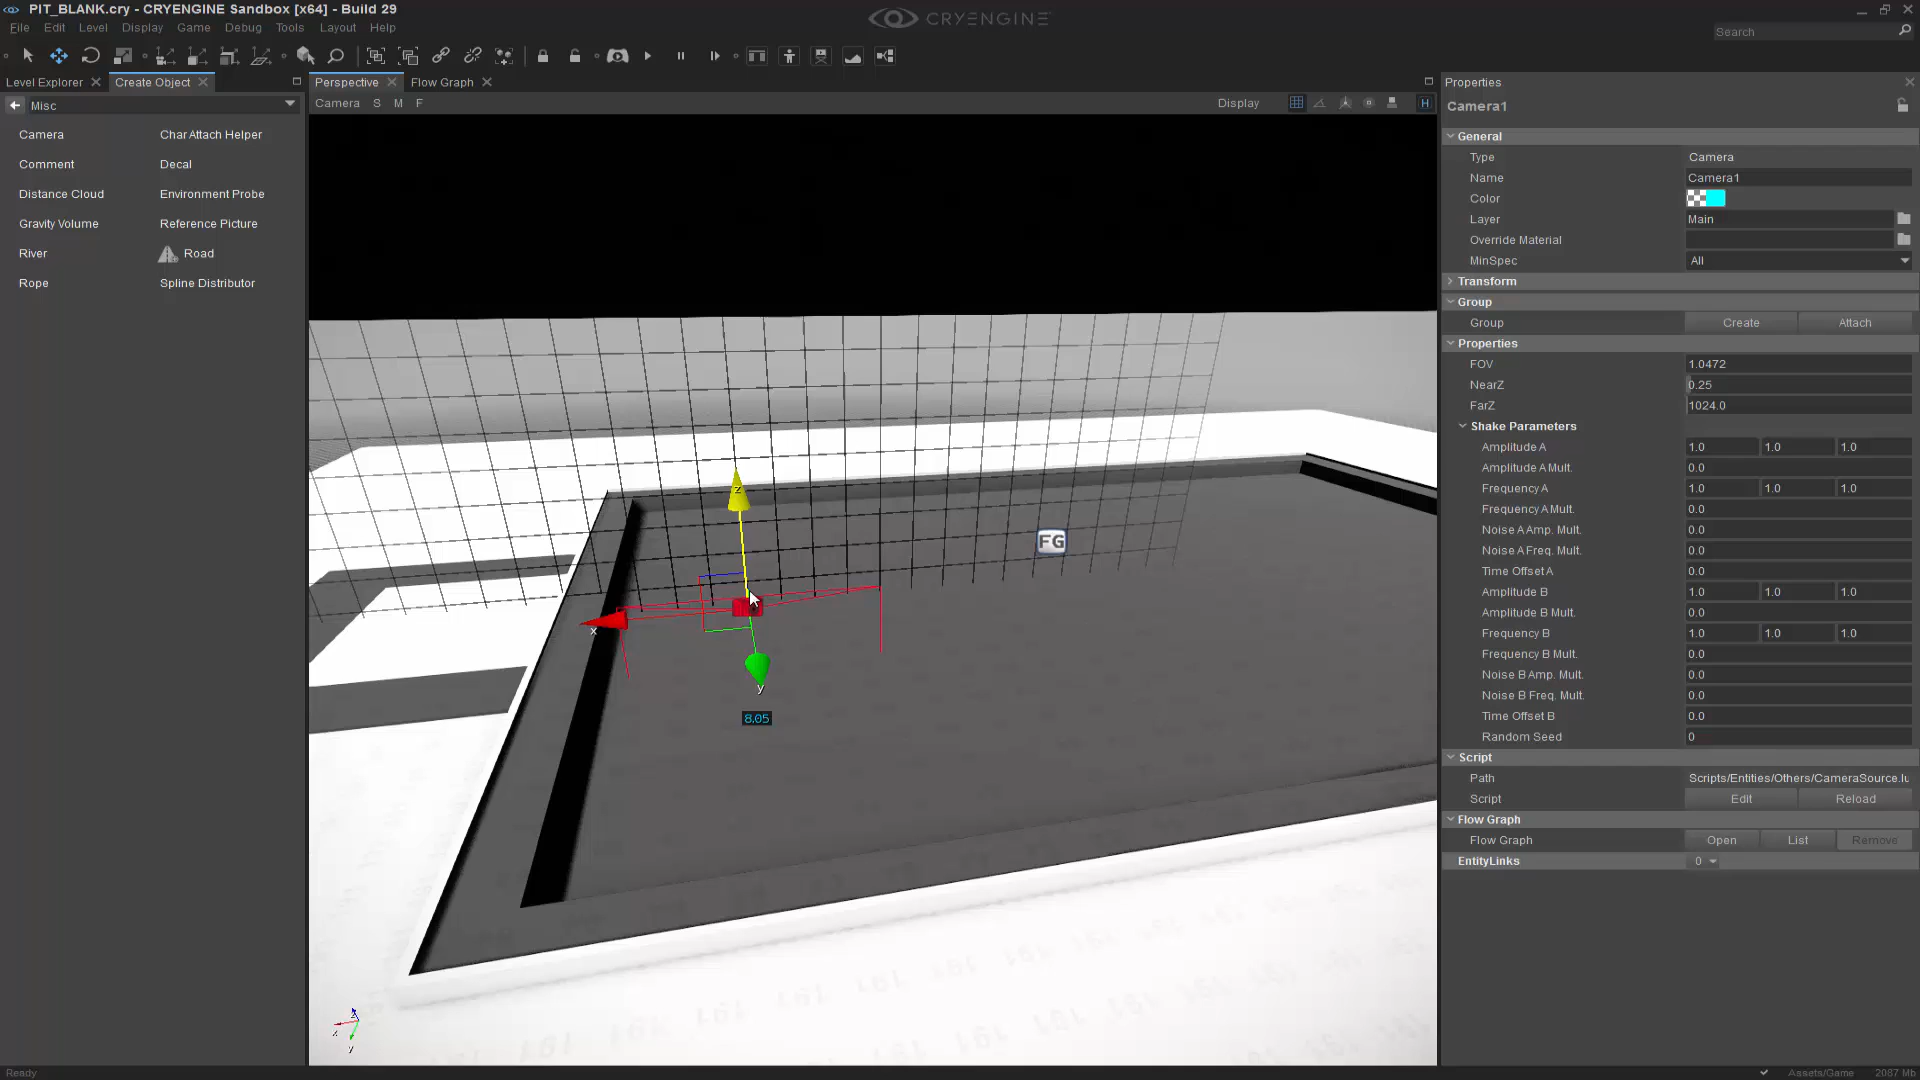 PIT_BLANK.cry - CRYENGINE Sandbox [x64] - Build 29
CRYENGINE
File Edit Level Display Game Debug Tools Layout Help
Search
Level Explorer Create Object
Misc
Camera CharAttach Helper
Comment Decal
Distance Cloud Environment Probe
Gravity Volume Reference Picture
River Road
Rope Spline Distributor
Perspective Flow Graph
Camera S M F Display H
z
FG
x
y
8.05
z
x
y
Properties
Camera1
General
Type Camera
Name Camera1
Color
Layer Main
Override Material
MinSpec All
Transform
Group
Group Create Attach
Properties
FOV 1.0472
NearZ 0.25
FarZ 1024.0
Shake Parameters
Amplitude A 1.0 1.0 1.0
Amplitude A Mult. 0.0
Frequency A 1.0 1.0 1.0
Frequency A Mult. 0.0
Noise A Amp. Mult. 0.0
Noise A Freq. Mult. 0.0
Time Offset A 0.0
Amplitude B 1.0 1.0 1.0
Amplitude B Mult. 0.0
Frequency B 1.0 1.0 1.0
Frequency B Mult. 0.0
Noise B Amp. Mult. 0.0
Noise B Freq. Mult. 0.0
Time Offset B 0.0
Random Seed 0
Script
Path Scripts/Entities/Others/CameraSource.lu
Script Edit Reload
Flow Graph
Flow Graph Open List Remove
EntityLinks 0
Ready
Assets/Game 2087 Mb